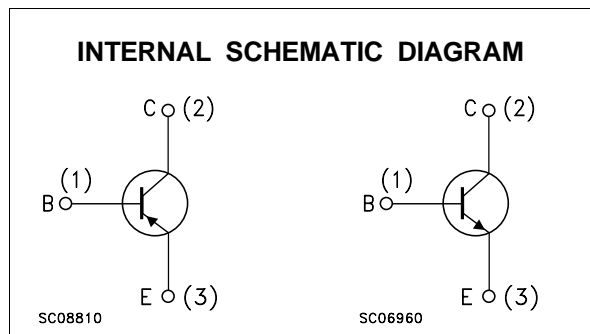 INTERNAL SCHEMATIC DIAGRAM
C (2)
C (2)
(1)
(1)
B
B
E (3)
E (3)
SC08810
SC06960